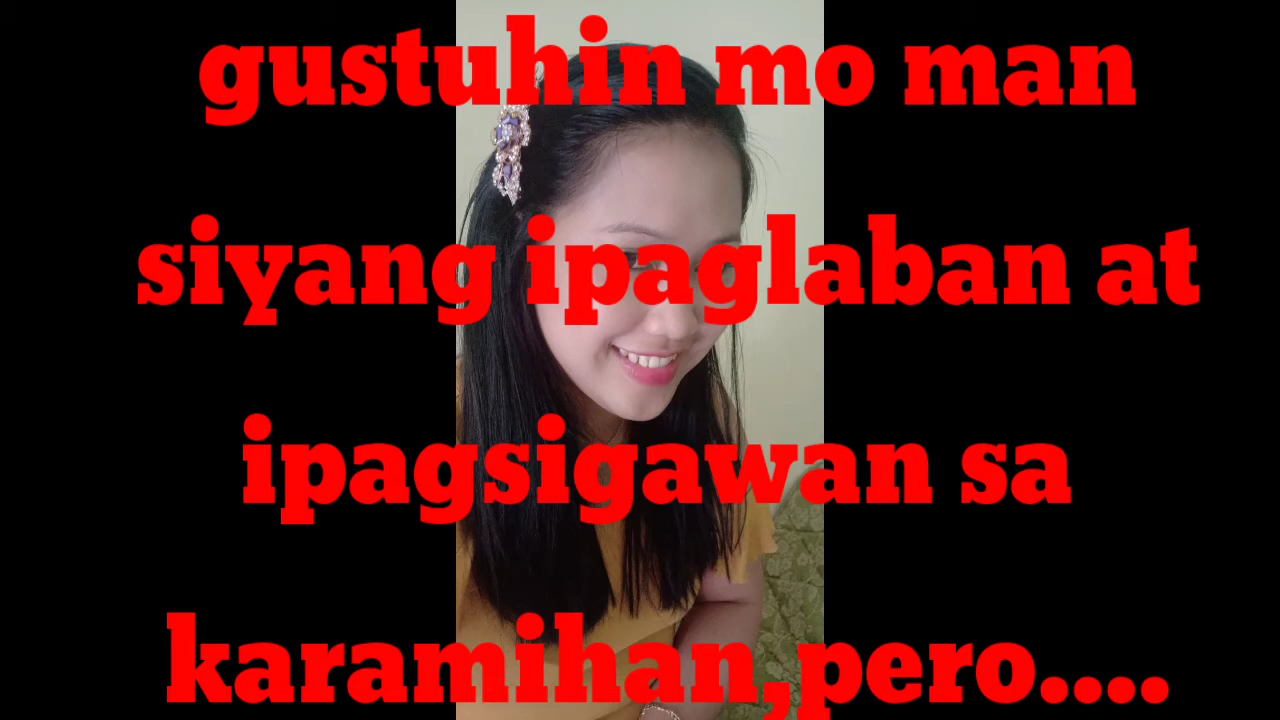 gustuhin mo man
siyang ipaglaban at
ipagsigawan sa
karamihan,pero....